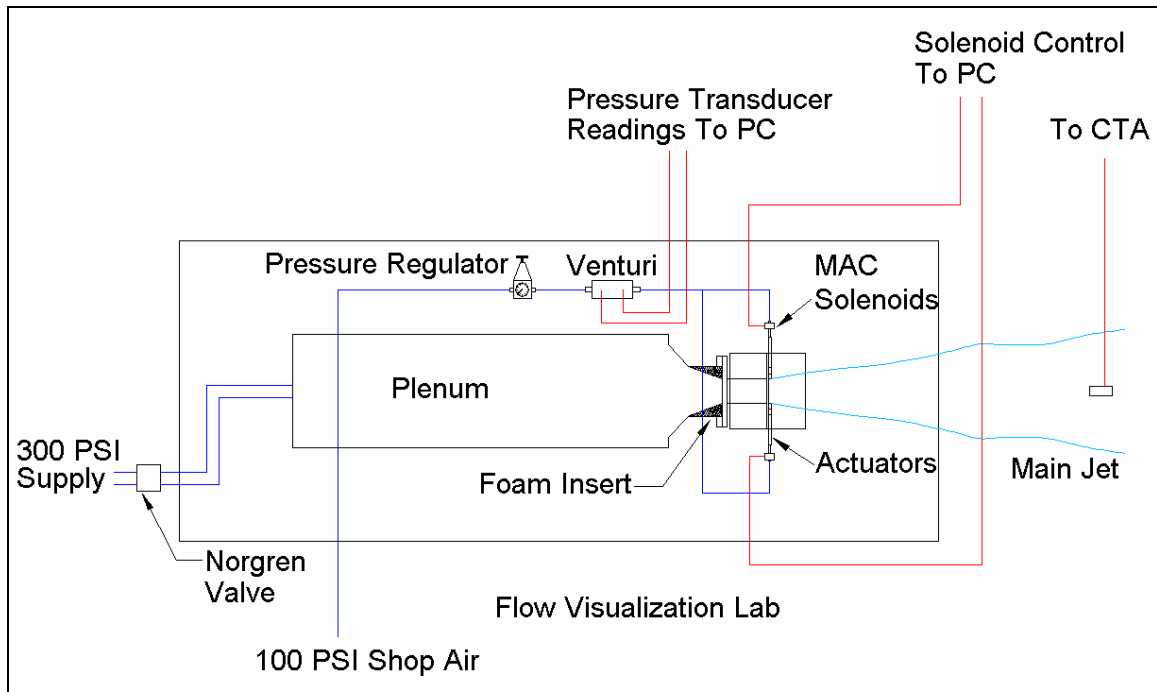 Solenoid Control
To PC
Pressure Transducer
Readings To PC
To CTA
Pressure Regulator
Venturi
MAC
Solenoids
Plenum
300 PSI
Supply
Foam Insert
Actuators
Main Jet
Norgren
Valve
Flow Visualization Lab
100 PSI Shop Air